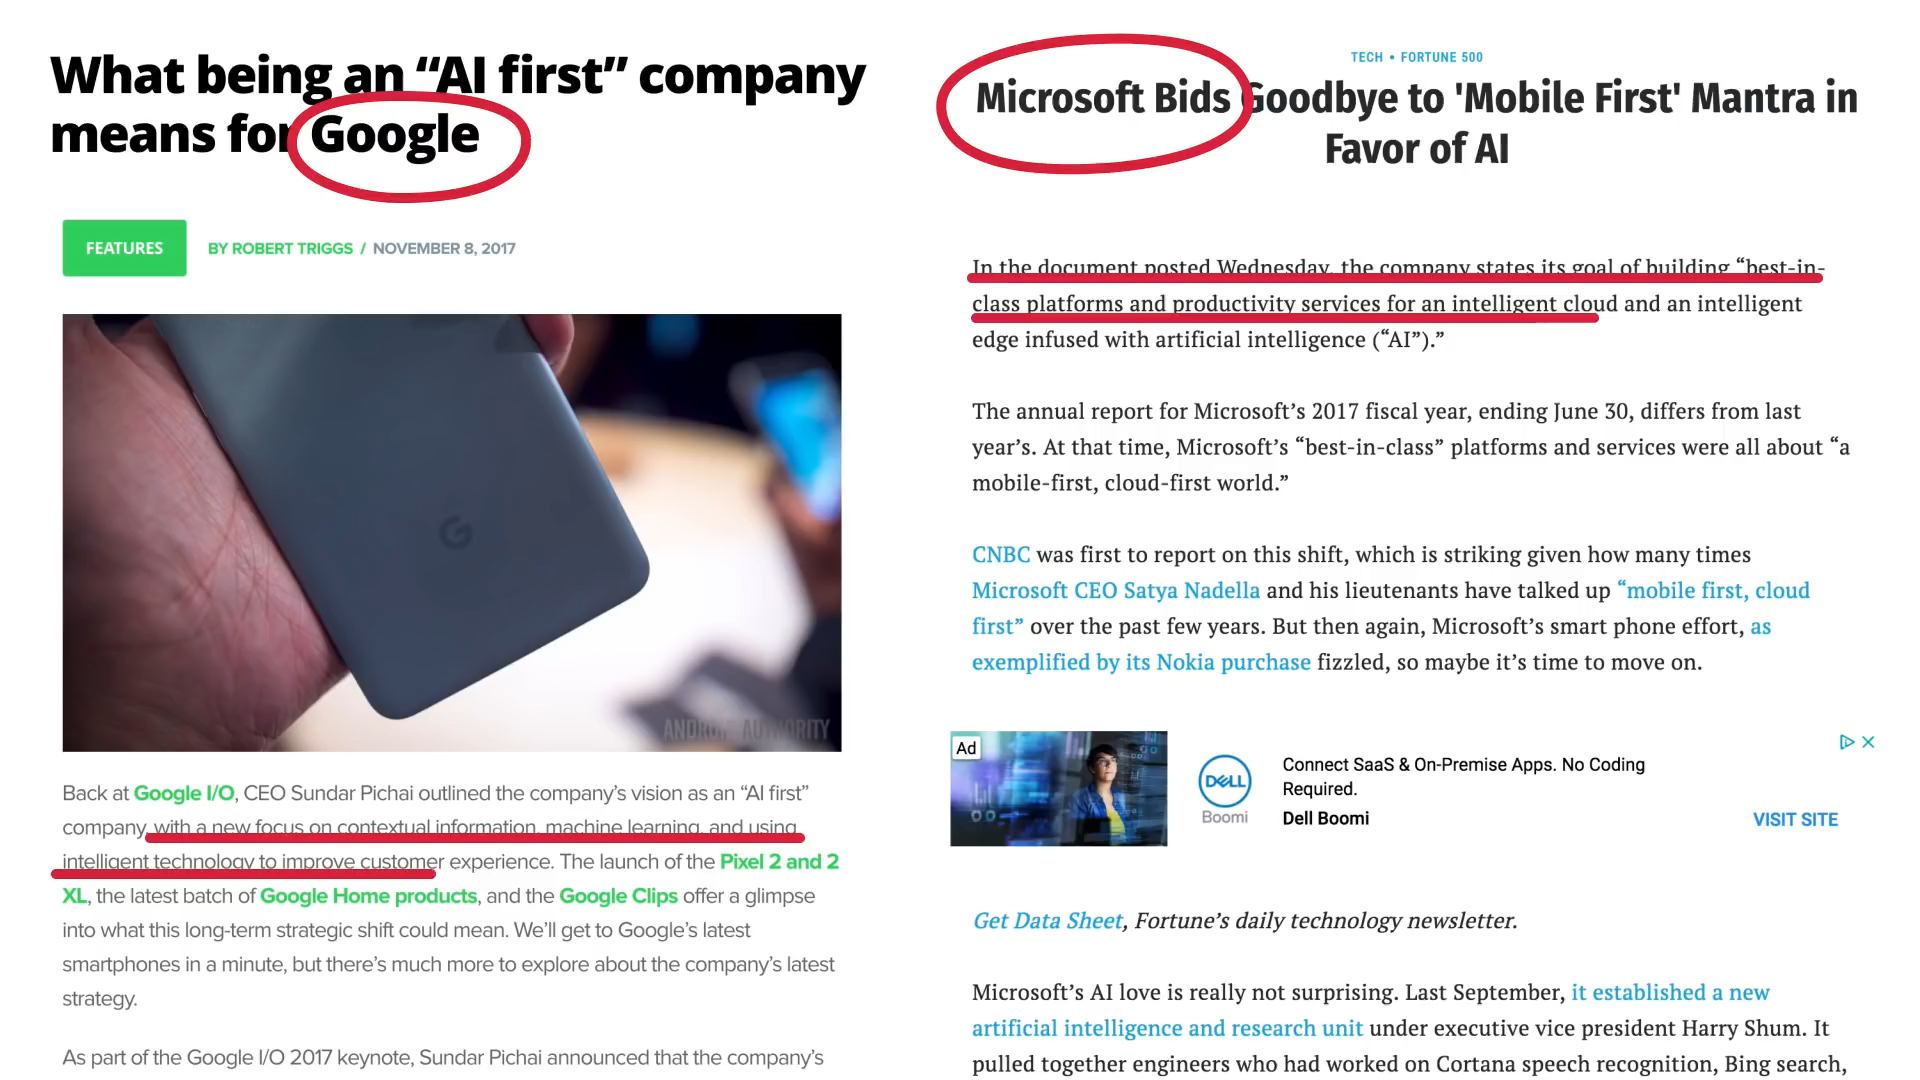 What being an “AI first” company
means for Google
FEATURES
BY ROBERT TRIGGS / NOVEMBER 8, 2017
G
ANDROID AUTHORITY
Back at Google I/O, CEO Sundar Pichai outlined the company’s vision as an “AI first”
company, with a new focus on contextual information, machine learning, and using
intelligent technology to improve customer experience. The launch of the Pixel 2 and 2
XL, the latest batch of Google Home products, and the Google Clips offer a glimpse
into what this long-term strategic shift could mean. We’ll get to Google’s latest
smartphones in a minute, but there’s much more to explore about the company’s latest
strategy.
As part of the Google I/O 2017 keynote, Sundar Pichai announced that the company’s
TECH • FORTUNE 500
Microsoft Bids Goodbye to 'Mobile First' Mantra in
Favor of AI
In the document posted Wednesday, the company states its goal of building “best-in-
class platforms and productivity services for an intelligent cloud and an intelligent
edge infused with artificial intelligence (“AI”).”
The annual report for Microsoft’s 2017 fiscal year, ending June 30, differs from last
year’s. At that time, Microsoft’s “best-in-class” platforms and services were all about “a
mobile-first, cloud-first world.”
CNBC was first to report on this shift, which is striking given how many times
Microsoft CEO Satya Nadella and his lieutenants have talked up “mobile first, cloud
first” over the past few years. But then again, Microsoft’s smart phone effort, as
exemplified by its Nokia purchase fizzled, so maybe it’s time to move on.
Ad
DELL
Boomi
Connect SaaS & On-Premise Apps. No Coding
Required.
Dell Boomi
VISIT SITE
Get Data Sheet, Fortune’s daily technology newsletter.
Microsoft’s AI love is really not surprising. Last September, it established a new
artificial intelligence and research unit under executive vice president Harry Shum. It
pulled together engineers who had worked on Cortana speech recognition, Bing search,